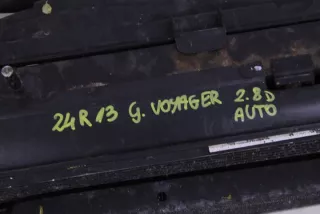 24R13 G. VOYAGER 2.8D
AUTO